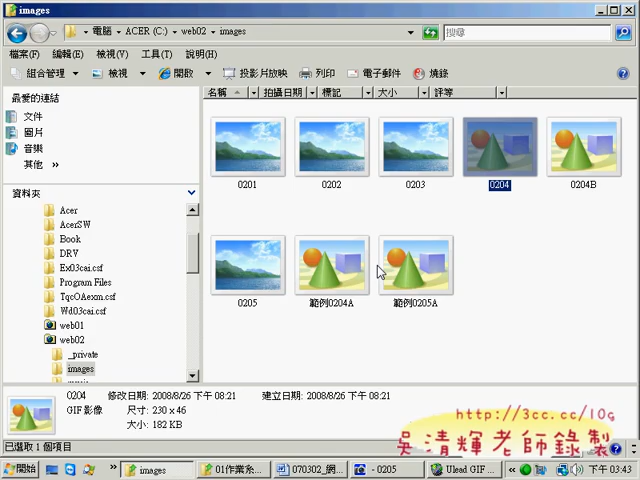 images
電腦 ▸ ACER (C:) ▸ web02 ▸ images
搜尋
檔案(F) 編輯(E) 檢視(V) 工具(T) 說明(H)
組合管理 檢視 開啟 投影片放映 列印 電子郵件 燒錄
我愛的連結
文件
圖片
音樂
其他 »
資料夾
Acer
AcerSW
Book
DRV
Ex03cai.csf
Program Files
TqcOAexm.csf
Wd03cai.csf
web01
web02
_private
images
名稱 拍攝日期 標記 大小 評等
0201 0202 0203 0204 0204B
0205 範例0204A 範例0205A
0204 修改日期: 2008/8/26 下午 08:21 建立日期: 2008/8/26 下午 08:21
GIF 影像 尺寸: 230 x 46
大小: 182 KB
http://3cc.cc/10g
吳清輝老師錄製
已選取 1 個項目
開始 » images 01作業系... 070302_網... - 0205 Ulead GIF ... « 下午 03:43